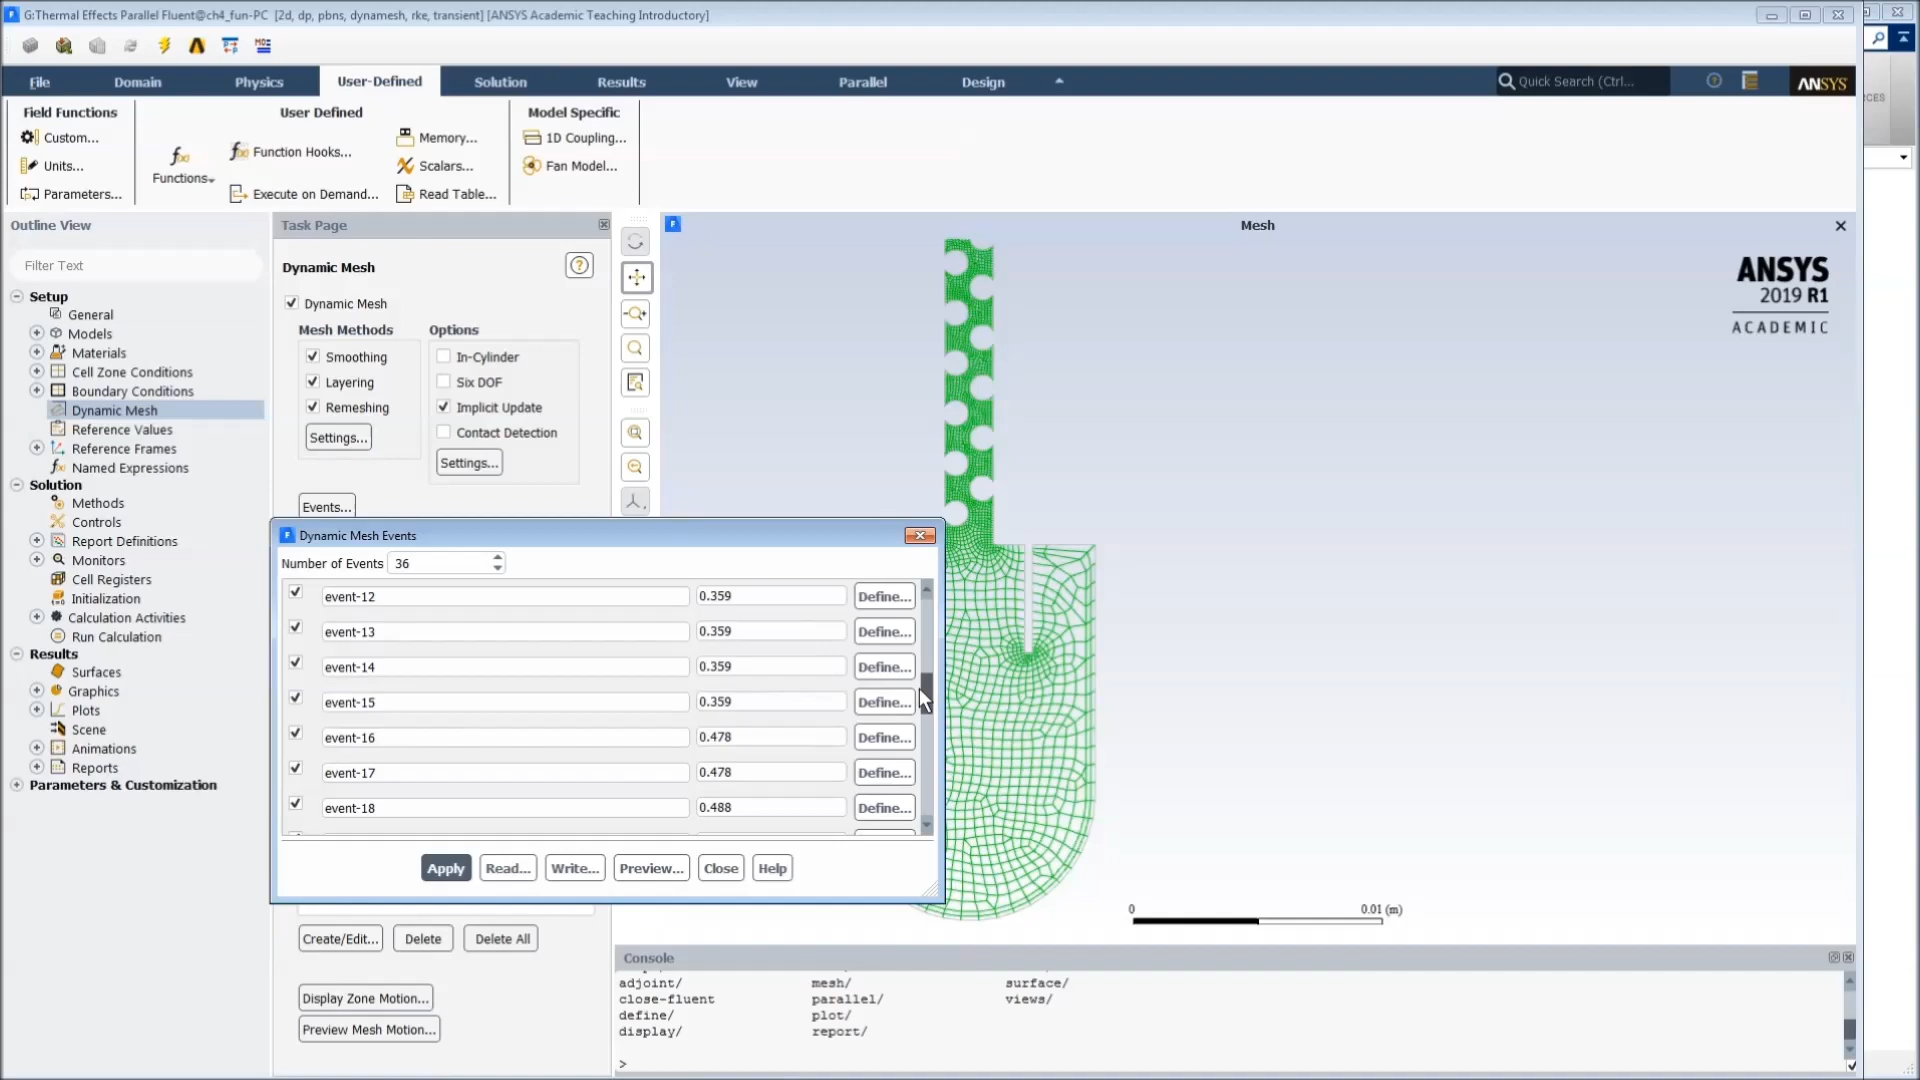 G:Thermal Effects Parallel Fluent@ch4_fun-PC [2d, dp, pbns, dynamesh, rke, transient] [ANSYS Academic Teaching Introductory]
File Domain Physics User-Defined Solution Results View Parallel Design Quick Search (Ctrl... ANSYS
Field Functions User Defined Model Specific
Custom... Functions Function Hooks... Memory... 1D Coupling...
Units... Scalars... Fan Model...
Parameters... Execute on Demand... Read Table...
RCES
Outline View
Filter Text
Setup
General
Models
Materials
Cell Zone Conditions
Boundary Conditions
Dynamic Mesh
Reference Values
Reference Frames
Named Expressions
Solution
Methods
Controls
Report Definitions
Monitors
Cell Registers
Initialization
Calculation Activities
Run Calculation
Results
Surfaces
Graphics
Plots
Scene
Animations
Reports
Parameters & Customization
Task Page
Dynamic Mesh
Dynamic Mesh
Mesh Methods Options
Smoothing In-Cylinder
Layering Six DOF
Remeshing Implicit Update
Settings... Contact Detection
Settings...
Events...
Dynamic Mesh Events
Number of Events 36
event-12 0.359 Define...
event-13 0.359 Define...
event-14 0.359 Define...
event-15 0.359 Define...
event-16 0.478 Define...
event-17 0.478 Define...
event-18 0.488 Define...
Apply Read... Write... Preview... Close Help
Create/Edit... Delete Delete All
Display Zone Motion...
Preview Mesh Motion...
Mesh
ANSYS
2019 R1
ACADEMIC
0 0.01 (m)
Console
adjoint/ mesh/ surface/
close-fluent parallel/ views/
define/ plot/
display/ report/
>